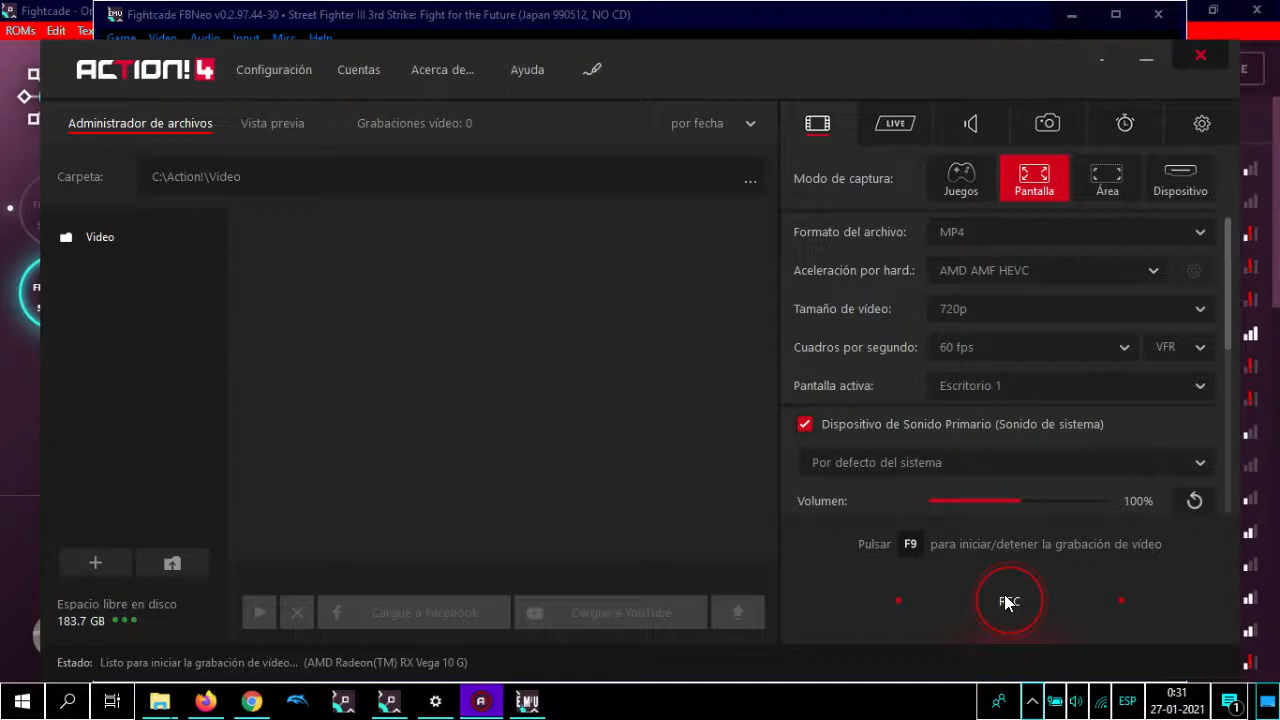 Fightcade - On
Fightcade FBNeo v0.2.97.44-30 • Street Fighter III 3rd Strike: Fight for the Future (Japan 990512, NO CD)
ROMs Edit Tex
Game Video Audio Input Misc Help
ACTION! 4 Configuración Cuentas Acerca de... Ayuda
Administrador de archivos Vista previa Grabaciones vídeo: 0 por fecha
LIVE
Carpeta: C:\Action!\Video ...
Modo de captura: Juegos Pantalla Área Dispositivo
Video
Formato del archivo: MP4
Aceleración por hard.: AMD AMF HEVC
Tamaño de vídeo: 720p
Cuadros por segundo: 60 fps VFR
Pantalla activa: Escritorio 1
Dispositivo de Sonido Primario (Sonido de sistema)
Por defecto del sistema
Volumen: 100%
Pulsar F9 para iniciar/detener la grabación de vídeo
REC
Espacio libre en disco
183.7 GB
Cargue a Facebook Cargue a YouTube
Estado: Listo para iniciar la grabación de vídeo... (AMD Radeon(TM) RX Vega 10 G)
EMU
ESP
0:31
27-01-2021
1